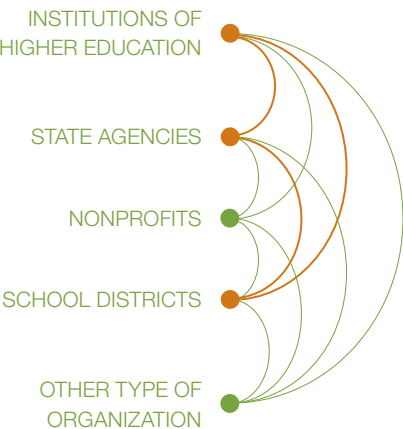 INSTITUTIONS OF
HIGHER EDUCATION
STATE AGENCIES
NONPROFITS
SCHOOL DISTRICTS
OTHER TYPE OF
ORGANIZATION